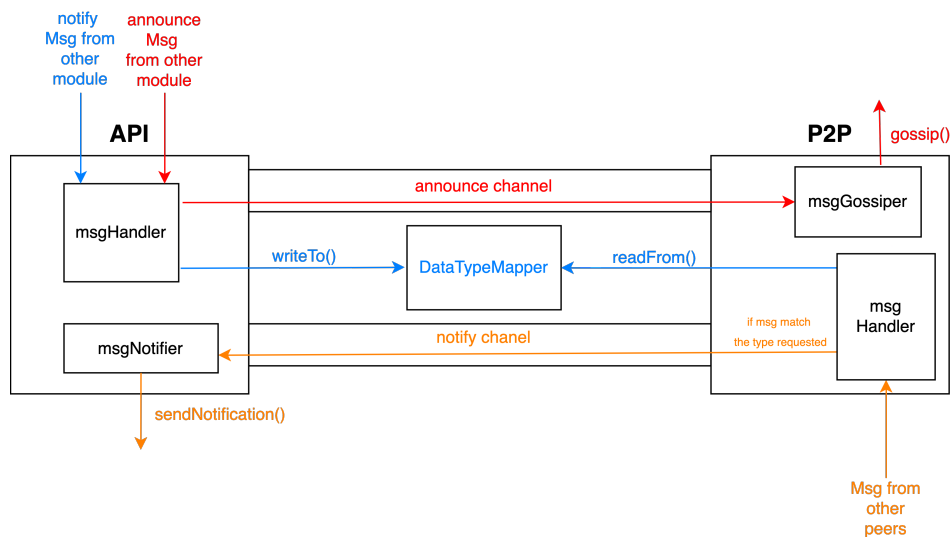 notify
Msg from
other
module
announce
Msg
from other
module
API
P2P
gossip()
announce channel
msgGossiper
msgHandler
writeTo()
DataTypeMapper
readFrom()
msg
Handler
msgNotifier
notify chanel
if msg match
the type requested
sendNotification()
Msg from
other
peers